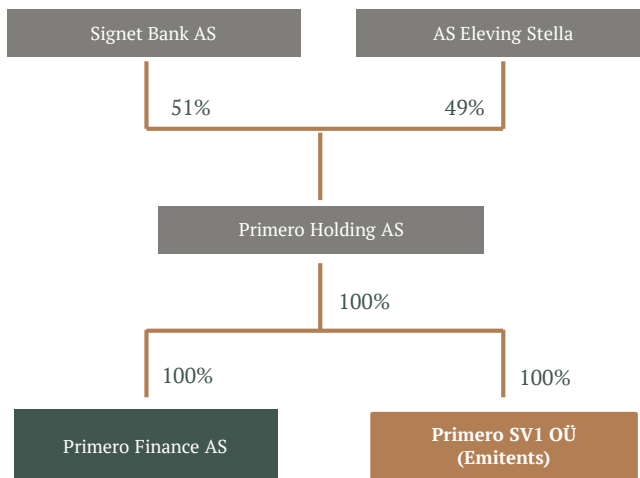 Signet Bank AS
AS Eleving Stella
51%
49%
Primero Holding AS
100%
100%
100%
Primero Finance AS
Primero SV1 OÜ
(Emitents)